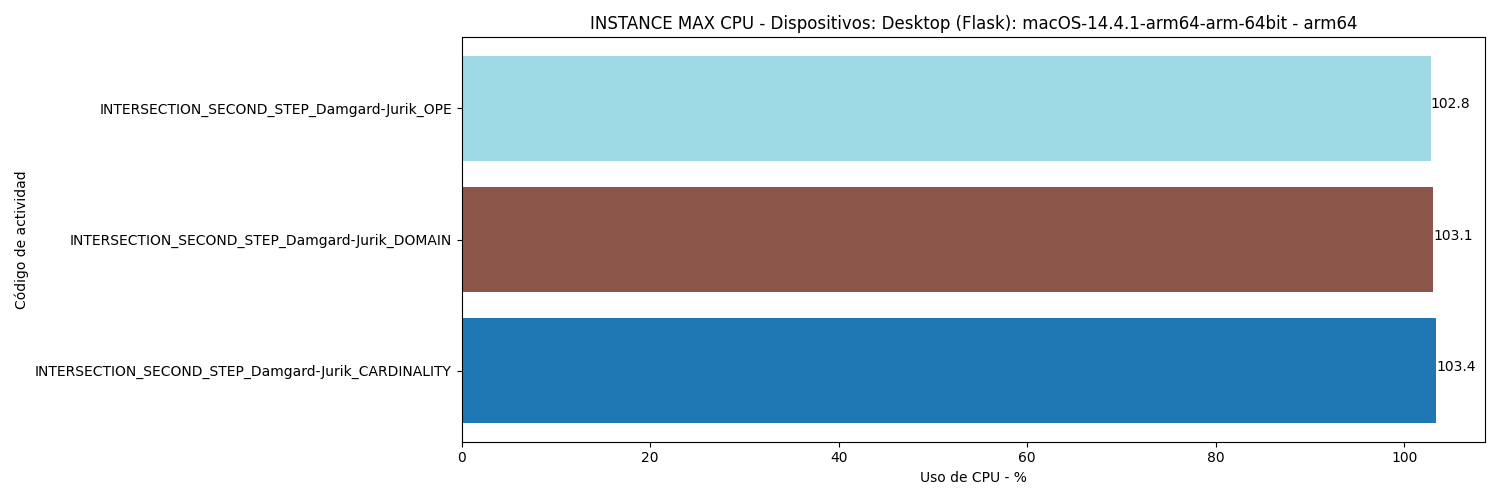 INSTANCE MAX CPU - Dispositivos: Desktop (Flask): macOS-14.4.1-arm64-arm-64bit - arm64
Código de actividad
INTERSECTION_SECOND_STEP_Damgard-Jurik_OPE
102.8
INTERSECTION_SECOND_STEP_Damgard-Jurik_DOMAIN
103.1
INTERSECTION_SECOND_STEP_Damgard-Jurik_CARDINALITY
103.4
0 20 40 60 80 100
Uso de CPU - %